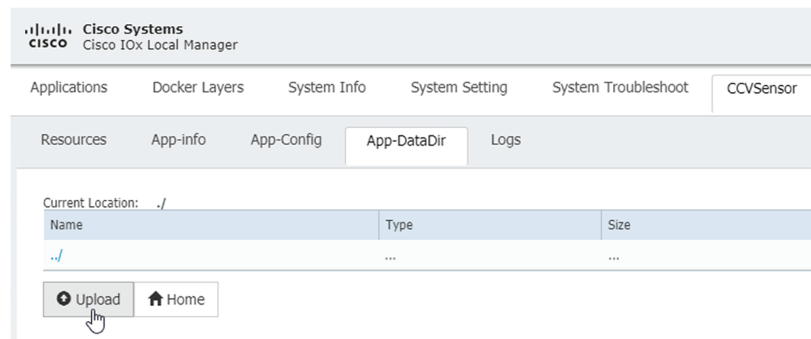 Cisco Systems
CISCO Cisco IOx Local Manager
Applications Docker Layers System Info System Setting System Troubleshoot CCVSensor
Resources App-info App-Config App-DataDir Logs
Current Location: ./
Name Type Size
../ ... ...
Upload Home